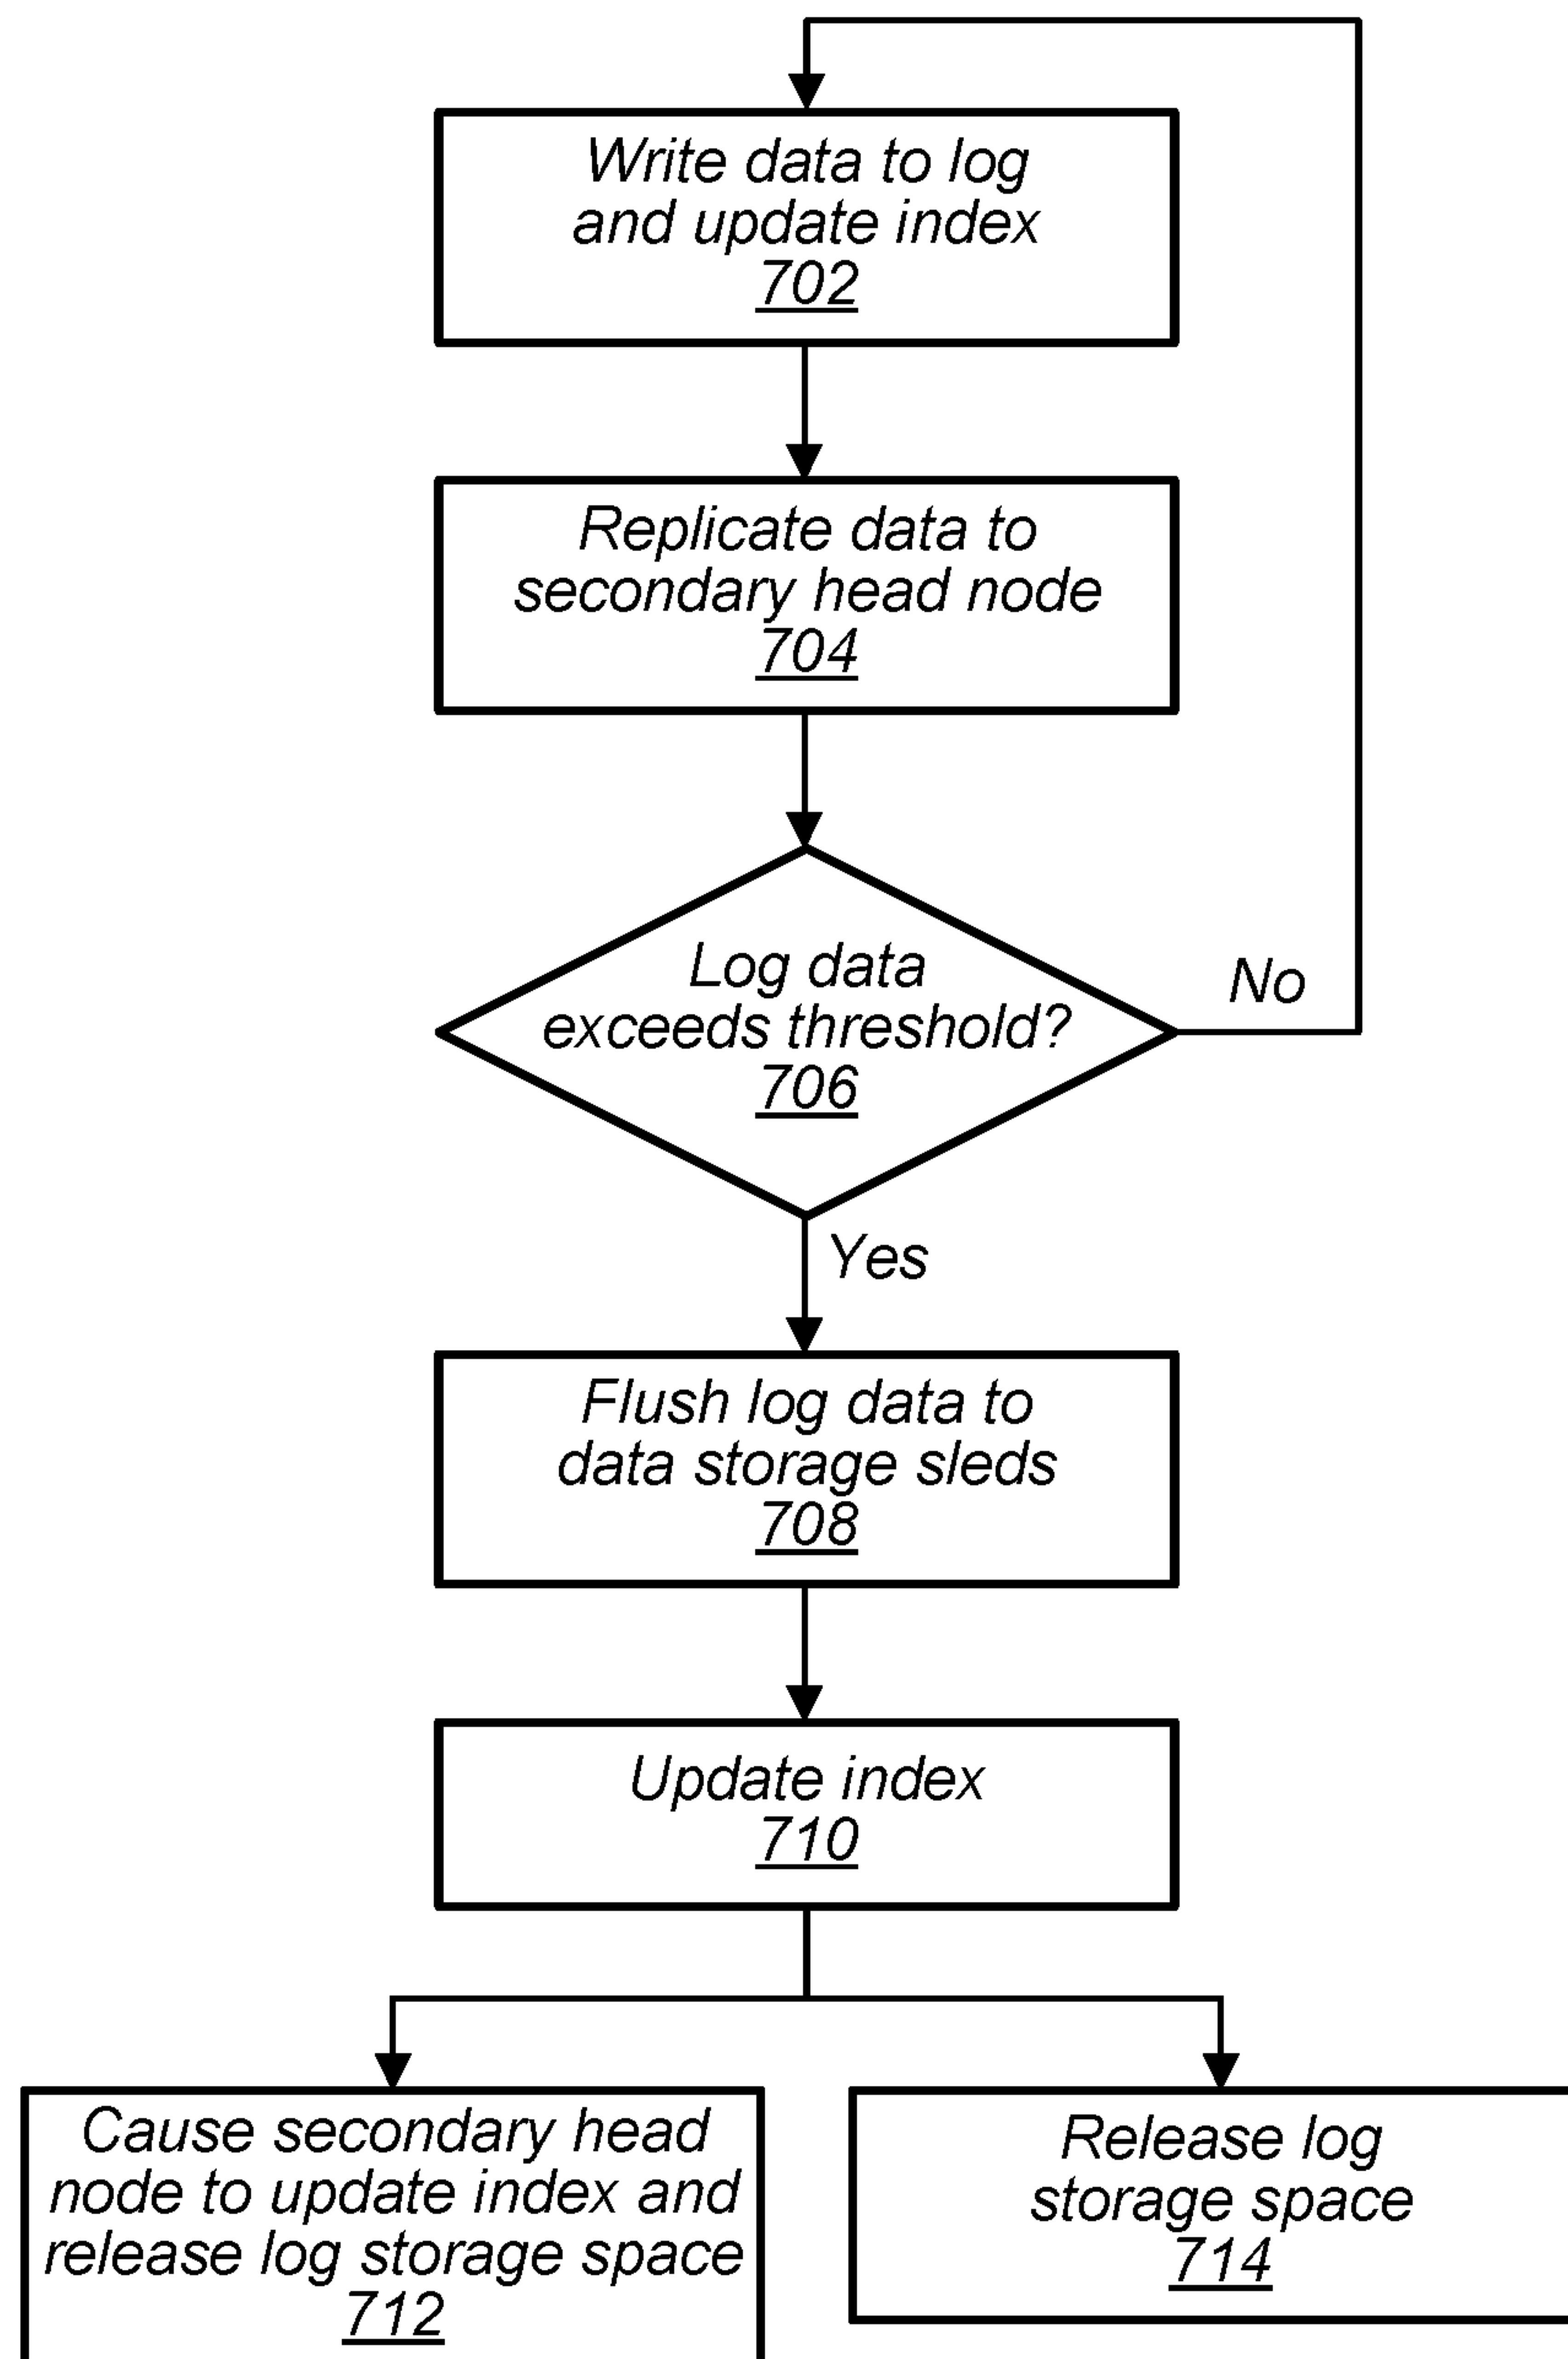 Write data to log
and update index
702
Replicate data to
secondary head node
704
Log data
exceeds threshold?
706
No
Yes
Flush log data to
data storage sleds
708
Update index
710
Cause secondary head
node to update index and
release log storage space
712
Release log
storage space
714